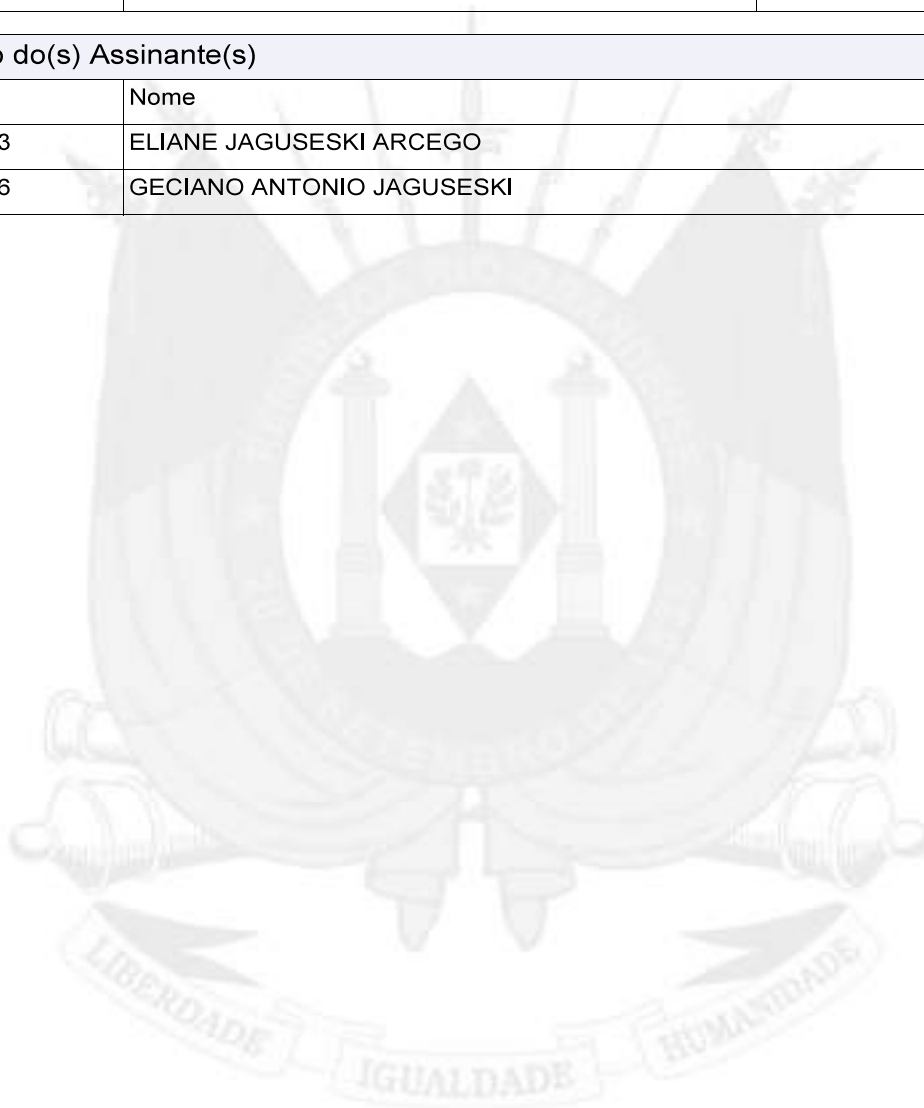 o do(s) Assinante(s)
Nome
3 ELIANE JAGUSESKI ARCEGO
6 GECIANO ANTONIO JAGUSESKI
LIBERDADE
IGUALDADE
HUMANIDADE